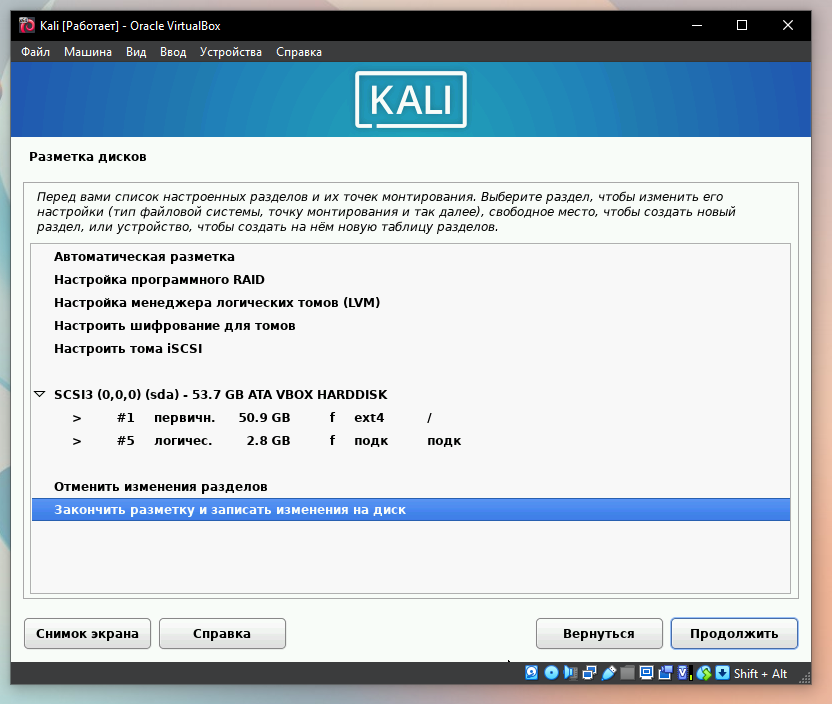 Kali [Работает] - Oracle VirtualBox
Файл Машина Вид Ввод Устройства Справка
KALI
Разметка дисков
Перед вами список настроенных разделов и их точек монтирования. Выберите раздел, чтобы изменить его
настройки (тип файловой системы, точку монтирования и так далее), свободное место, чтобы создать новый
раздел, или устройство, чтобы создать на нём новую таблицу разделов.
Автоматическая разметка
Настройка программного RAID
Настройка менеджера логических томов (LVM)
Настроить шифрование для томов
Настроить тома iSCSI
SCSI3 (0,0,0) (sda) - 53.7 GB ATA VBOX HARDDISK
> #1 первичн. 50.9 GB f ext4 /
> #5 логичес. 2.8 GB f подк подк
Отменить изменения разделов
Закончить разметку и записать изменения на диск
Снимок экрана Справка Вернуться Продолжить
Shift + Alt